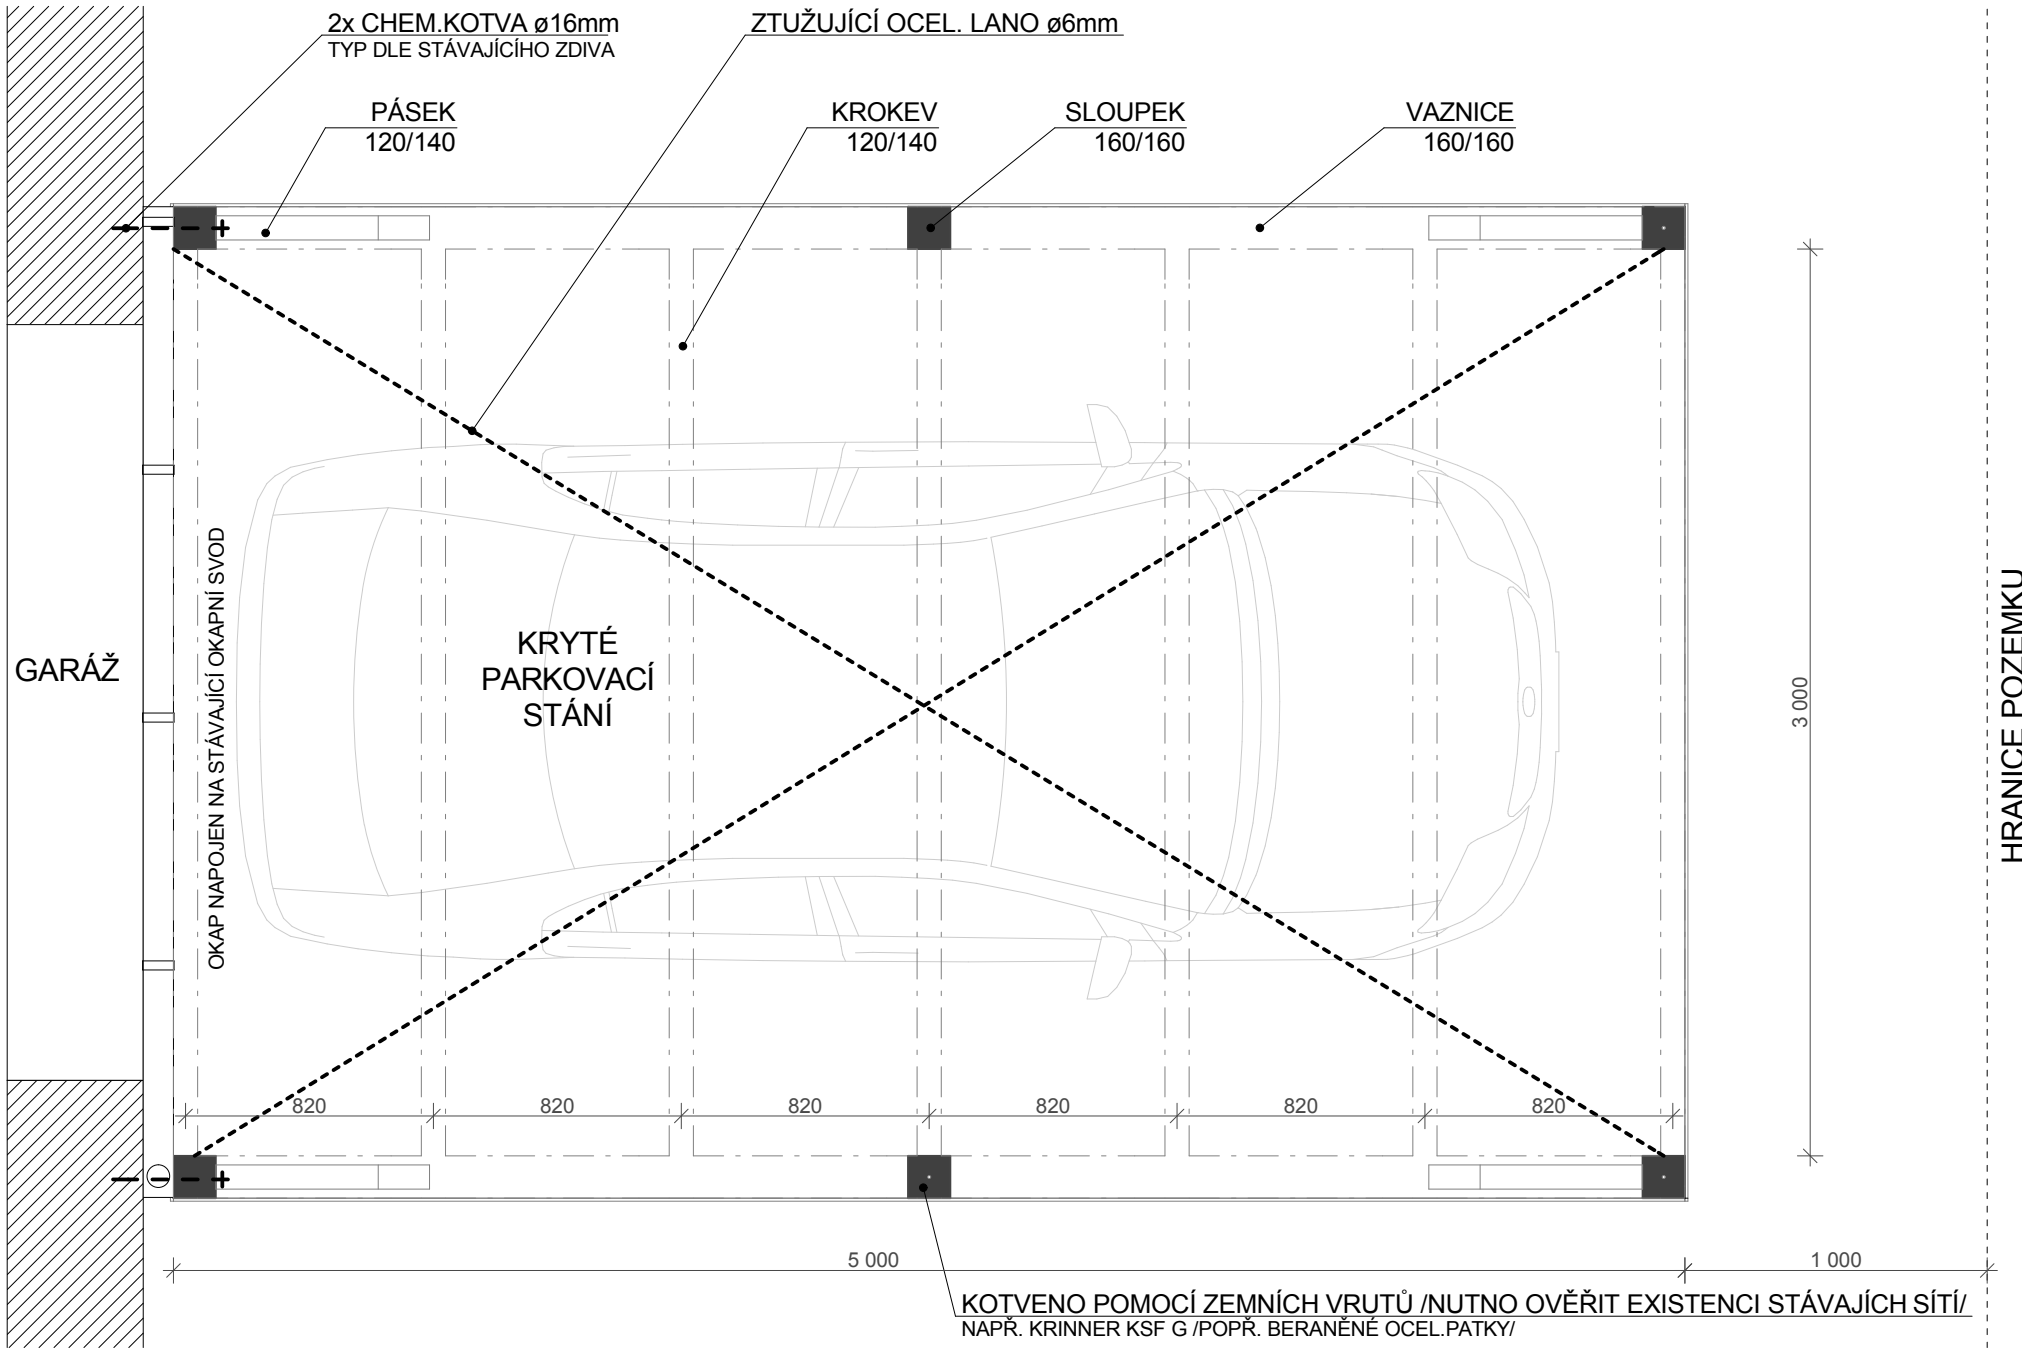 2x CHEM.KOTVA ø16mm
TYP DLE STÁVAJÍCÍHO ZDIVA
ZTUŽUJÍCÍ OCEL. LANO ø6mm
PÁSEK
120/140
KROKEV
120/140
SLOUPEK
160/160
VAZNICE
160/160
GARÁŽ
OKAP NAPOJEN NA STÁVAJÍCÍ OKAPNÍ SVOD
KRYTÉ
PARKOVACÍ
STÁNÍ
3 000
HRANICE POZEMKU
820
820
820
820
820
820
5 000
1 000
KOTVENO POMOCÍ ZEMNÍCH VRUTŮ /NUTNO OVĚŘIT EXISTENCI STÁVAJÍCH SÍTÍ/
NAPŘ. KRINNER KSF G /POPŘ. BERANĚNÉ OCEL.PATKY/